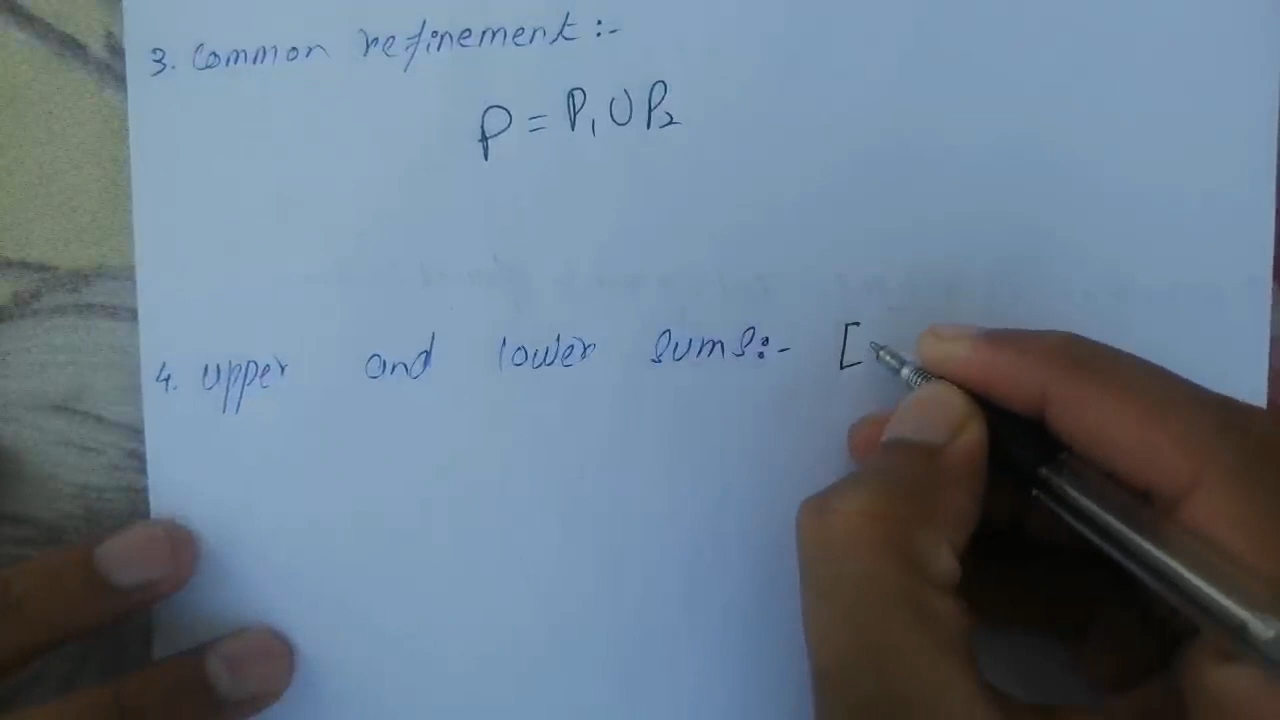 3. Common refinement :-
P = P₁ ∪ P₂
4. upper and lower sums:- [